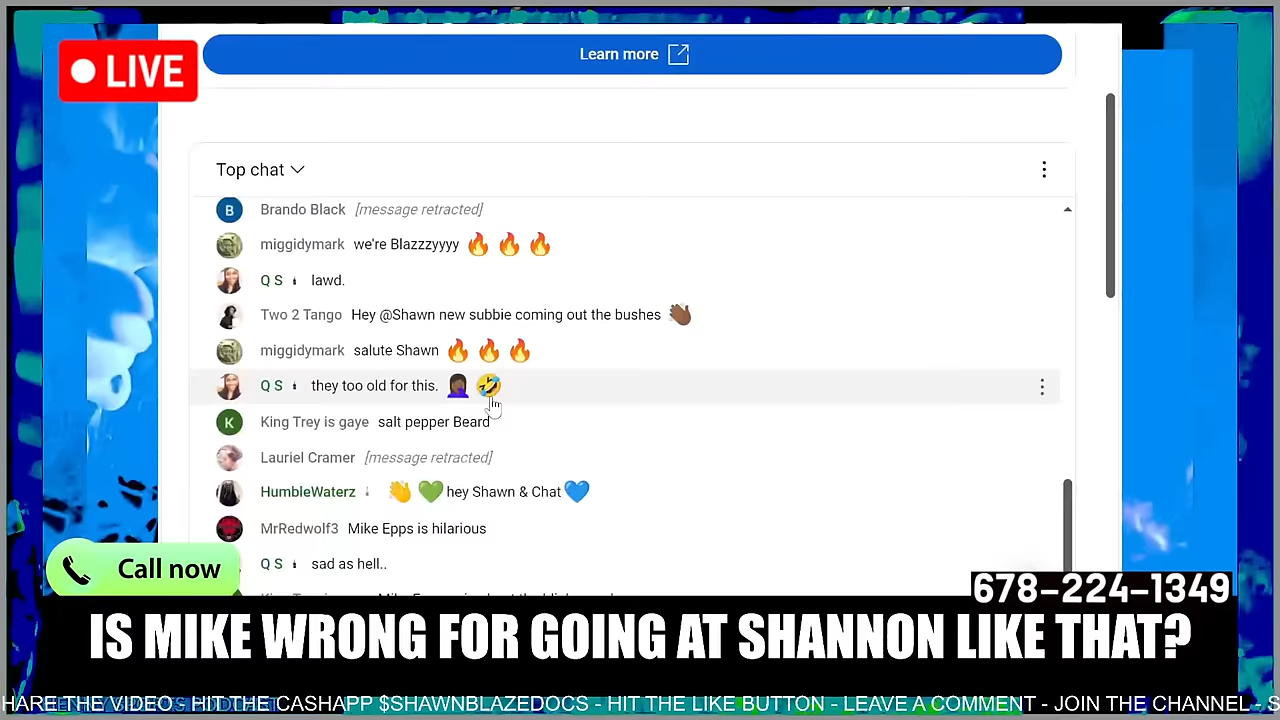 LIVE
Learn more
Top chat
B Brando Black [message retracted]
miggidymark we're Blazzzyyyy 🔥 🔥 🔥
Q S lawd.
Two 2 Tango Hey @Shawn new subbie coming out the bushes 👋🏾
miggidymark salute Shawn 🔥 🔥 🔥
Q S they too old for this. 🤦🏾‍♀️ 🤣
K King Trey is gaye salt pepper Beard
Lauriel Cramer [message retracted]
HumbleWaterz 👋 💚 hey Shawn & Chat 💙
MrRedwolf3 Mike Epps is hilarious
Q S sad as hell..
Call now
678-224-1349
IS MIKE WRONG FOR GOING AT SHANNON LIKE THAT?
HARE THE VIDEO - HIT THE CASHAPP $SHAWNBLAZEDOCS - HIT THE LIKE BUTTON - LEAVE A COMMENT - JOIN THE CHANNEL - S